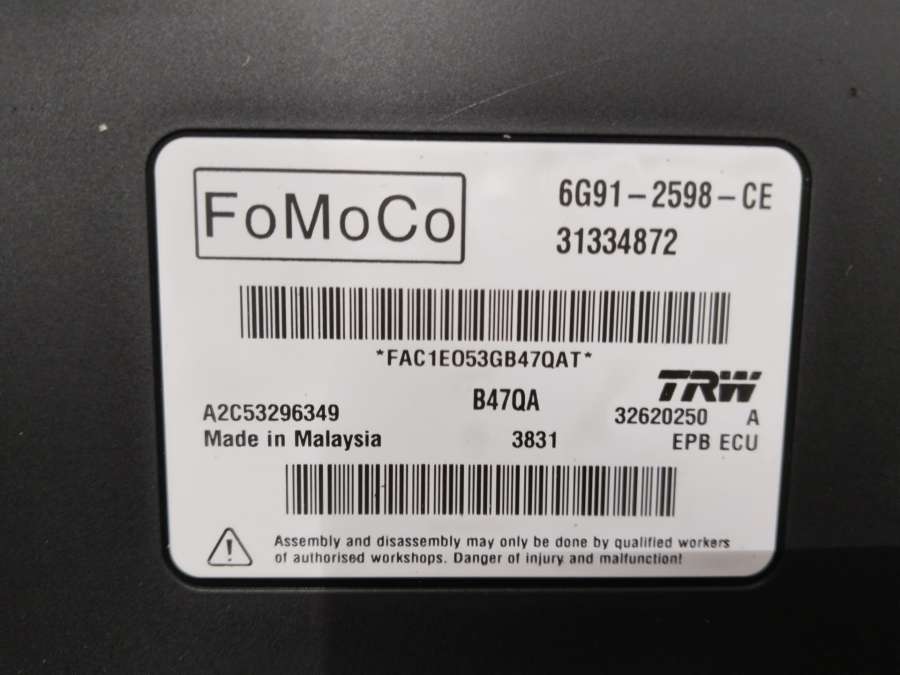 FoMoCo
6G91-2598-CE
31334872
*FAC1E053GB47QAT*
TRW
A2C53296349
B47QA
32620250 A
Made in Malaysia
3831
EPB ECU
Assembly and disassembly may only be done by qualified workers
of authorised workshops. Danger of injury and malfunction!